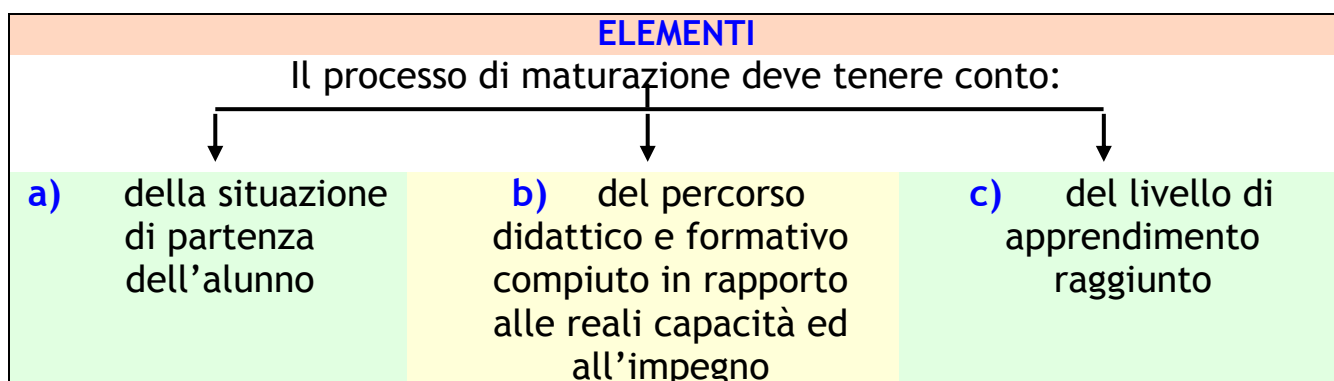 ELEMENTI
Il processo di maturazione deve tenere conto:
a) della situazione
di partenza
dell’alunno
b) del percorso
didattico e formativo
compiuto in rapporto
alle reali capacità ed
all’impegno
c) del livello di
apprendimento
raggiunto